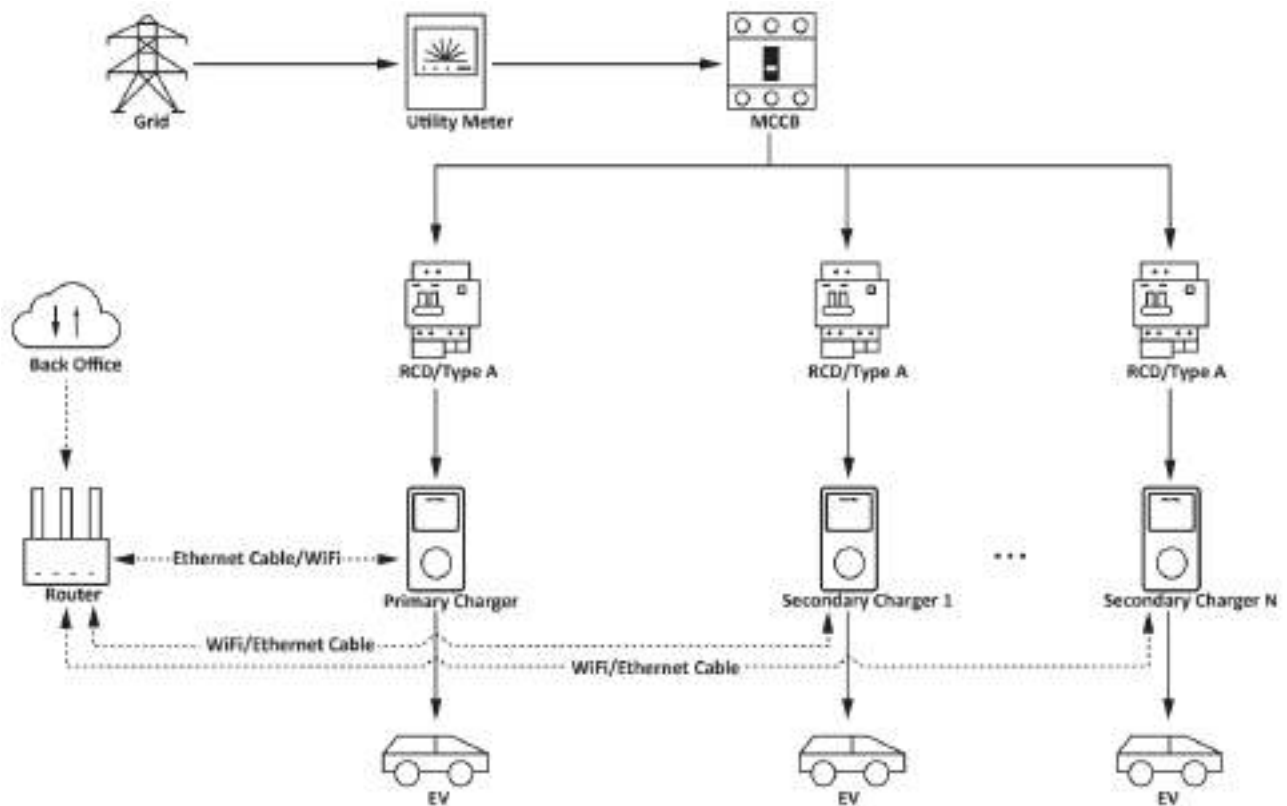 Grid
Utility Meter
MCCB
Back Office
RCD/Type A
RCD/Type A
RCD/Type A
Ethernet Cable/WiFi
Router
Primary Charger
Secondary Charger 1
...
Secondary Charger N
WiFi/Ethernet Cable
WiFi/Ethernet Cable
EV
EV
EV